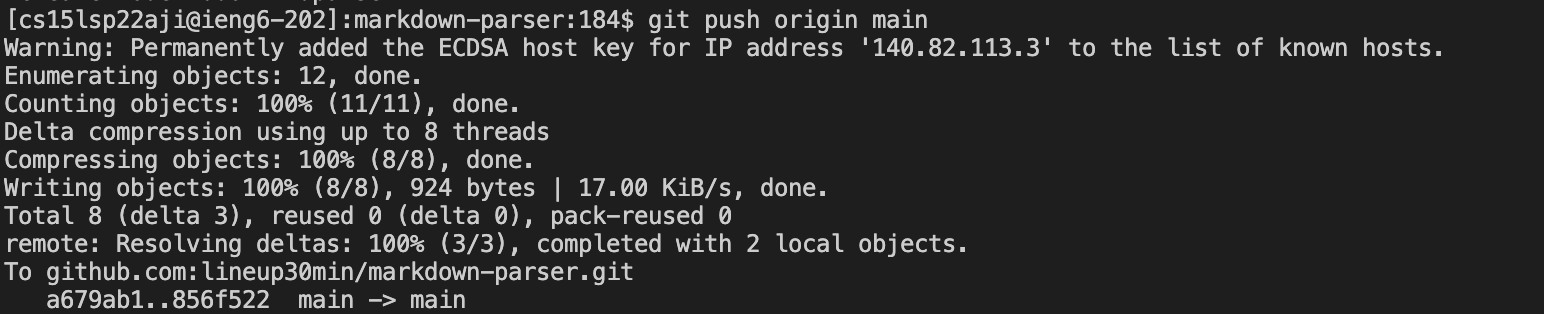 [cs15lsp22aji@ieng6-202]:markdown-parser:184$ git push origin main
Warning: Permanently added the ECDSA host key for IP address '140.82.113.3' to the list of known hosts.
Enumerating objects: 12, done.
Counting objects: 100% (11/11), done.
Delta compression using up to 8 threads
Compressing objects: 100% (8/8), done.
Writing objects: 100% (8/8), 924 bytes | 17.00 KiB/s, done.
Total 8 (delta 3), reused 0 (delta 0), pack-reused 0
remote: Resolving deltas: 100% (3/3), completed with 2 local objects.
To github.com:lineup30min/markdown-parser.git
   a679ab1..856f522  main -> main